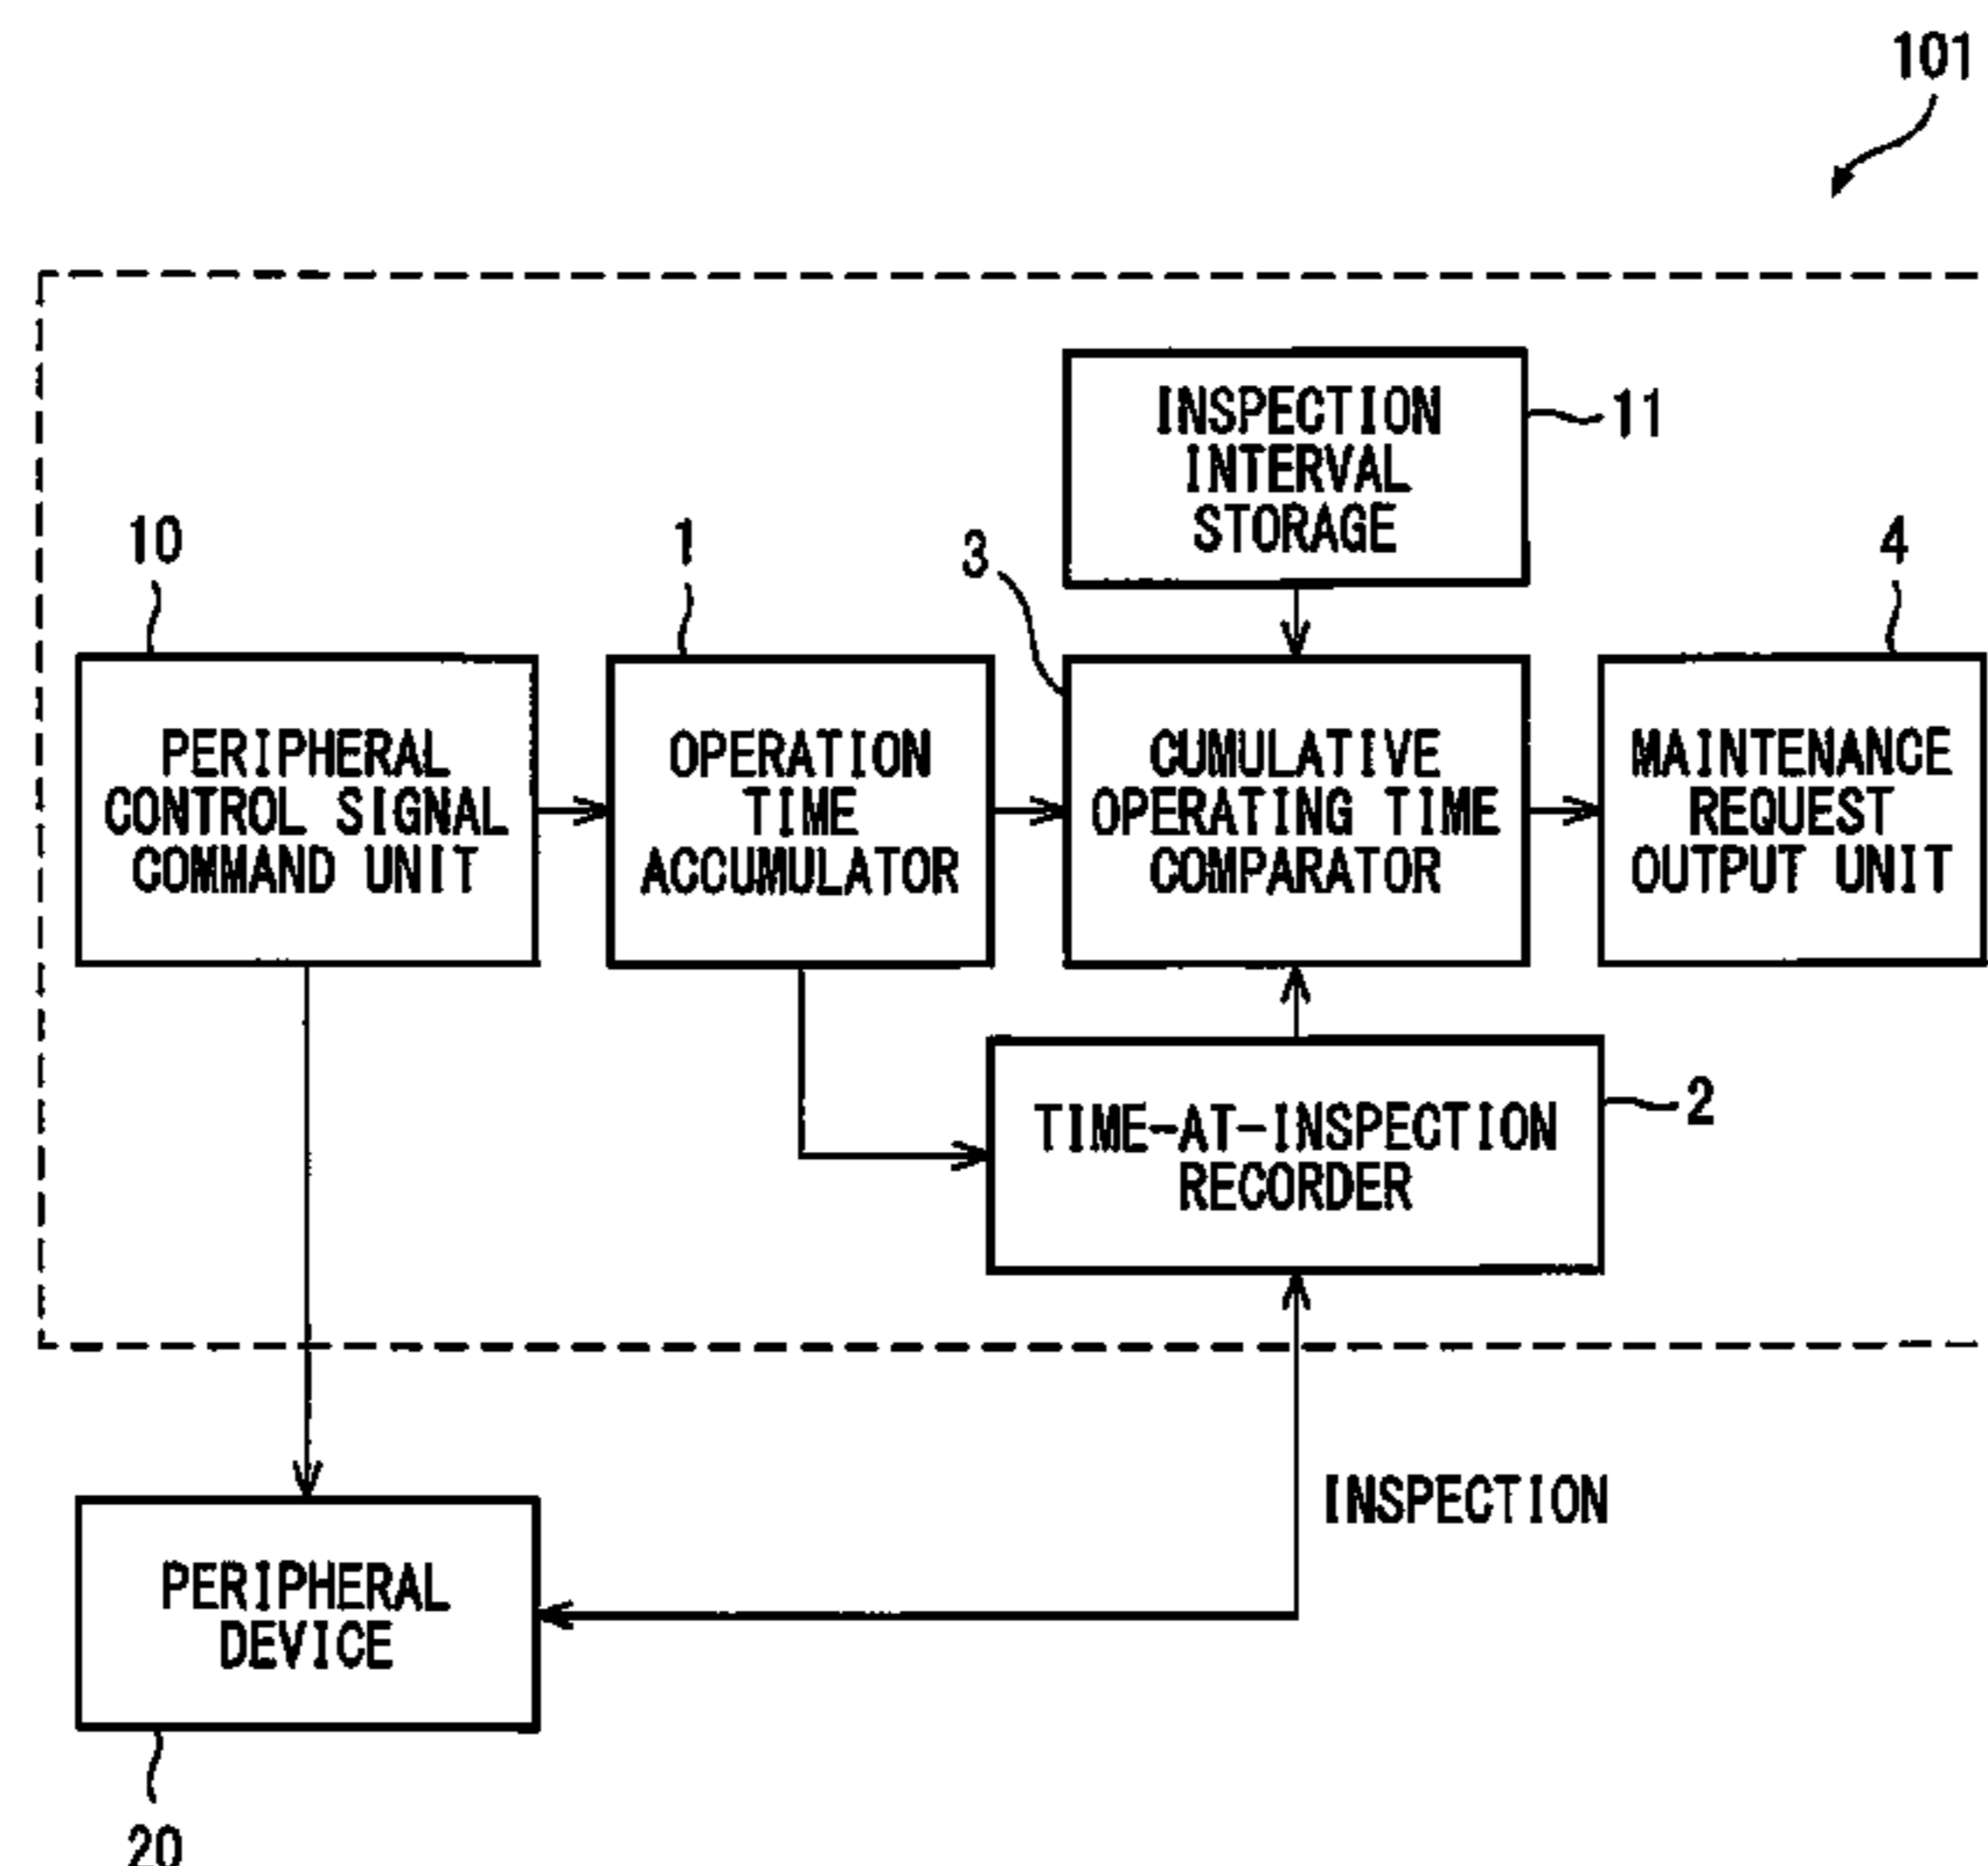 101
INSPECTION
INTERVAL
STORAGE
11
10
1
3
4
PERIPHERAL
CONTROL SIGNAL
COMMAND UNIT
OPERATION
TIME
ACCUMULATOR
CUMULATIVE
OPERATING TIME
COMPARATOR
MAINTENANCE
REQUEST
OUTPUT UNIT
TIME-AT-INSPECTION
RECORDER
2
INSPECTION
PERIPHERAL
DEVICE
20